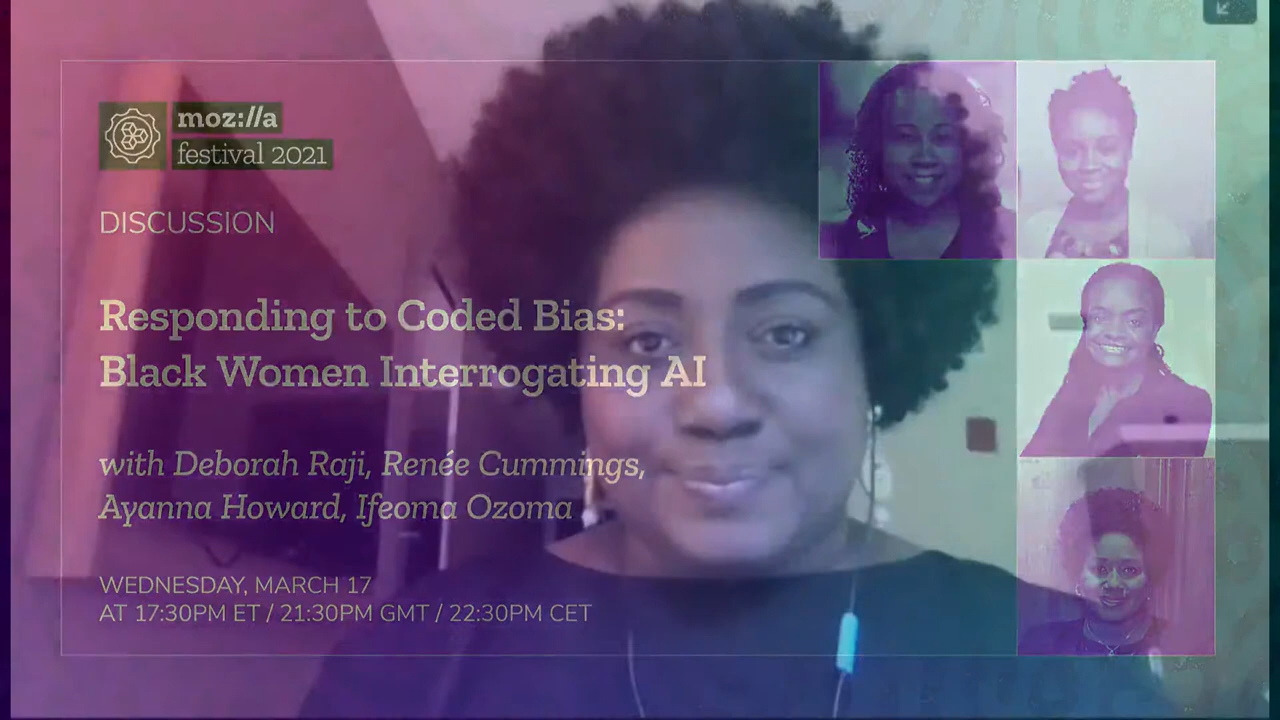 moz://a
festival 2021
DISCUSSION
Responding to Coded Bias:
Black Women Interrogating AI
with Deborah Raji, Renée Cummings,
Ayanna Howard, Ifeoma Ozoma
WEDNESDAY, MARCH 17
AT 17:30PM ET / 21:30PM GMT / 22:30PM CET